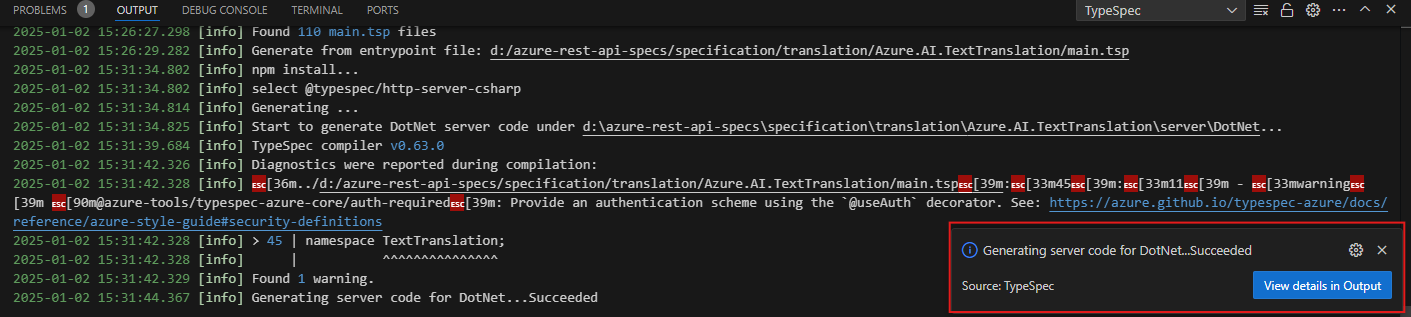 PROBLEMS 1 OUTPUT DEBUG CONSOLE TERMINAL PORTS TypeSpec
2025-01-02 15:26:27.298 [info] Found 110 main.tsp files
2025-01-02 15:26:29.282 [info] Generate from entrypoint file: d:/azure-rest-api-specs/specification/translation/Azure.AI.TextTranslation/main.tsp
2025-01-02 15:31:34.802 [info] npm install...
2025-01-02 15:31:34.802 [info] select @typespec/http-server-csharp
2025-01-02 15:31:34.814 [info] Generating ...
2025-01-02 15:31:34.825 [info] Start to generate DotNet server code under d:\azure-rest-api-specs\specification\translation\Azure.AI.TextTranslation\server\DotNet...
2025-01-02 15:31:39.684 [info] TypeSpec compiler v0.63.0
2025-01-02 15:31:42.326 [info] Diagnostics were reported during compilation:
2025-01-02 15:31:42.328 [info] ESC[36m../d:/azure-rest-api-specs/specification/translation/Azure.AI.TextTranslation/main.tspESC[39m:ESC[33m45ESC[39m:ESC[33m11ESC[39m - ESC[33mwarningESC
[39m ESC[90m@azure-tools/typespec-azure-core/auth-requiredESC[39m: Provide an authentication scheme using the `@useAuth` decorator. See: https://azure.github.io/typespec-azure/docs/
reference/azure-style-guide#security-definitions
2025-01-02 15:31:42.328 [info] > 45 | namespace TextTranslation;
2025-01-02 15:31:42.328 [info]      |           ^^^^^^^^^^^^^^^
2025-01-02 15:31:42.329 [info] Found 1 warning.
2025-01-02 15:31:44.367 [info] Generating server code for DotNet...Succeeded
Generating server code for DotNet...Succeeded
Source: TypeSpec View details in Output